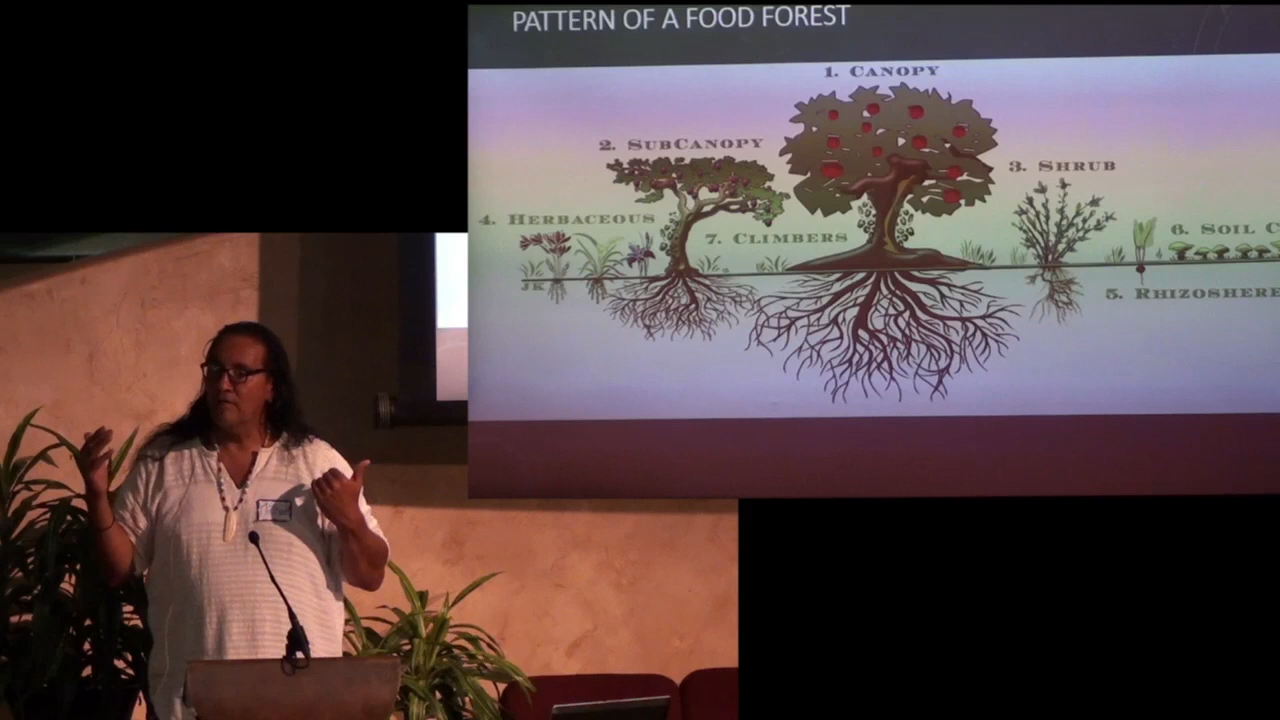 PATTERN OF A FOOD FOREST
1. CANOPY
2. SUBCANOPY
3. SHRUB
4. HERBACEOUS
7. CLIMBERS
6. SOIL C
JK
5. RHIZOSHERE